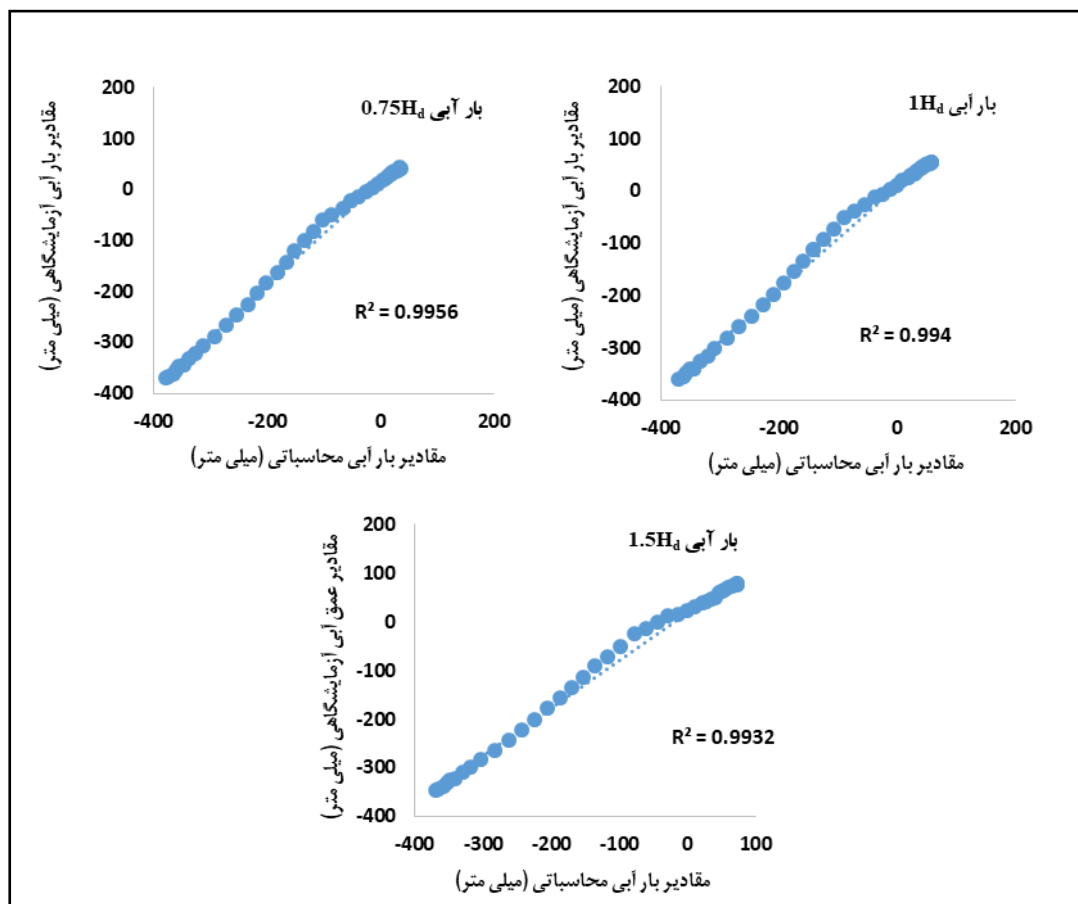 بار آبی 0.75Hd
200
100
0
-100
-200
-300
-400
-400 -200 0 200
R² = 0.9956
مقادیر بار آبی آزمایشگاهی (میلی متر)
مقادیر بار آبی محاسباتی (میلی متر)
بار آبی 1Hd
200
100
0
-100
-200
-300
-400
-400 -200 0 200
R² = 0.994
مقادیر بار آبی آزمایشگاهی (میلی متر)
مقادیر بار آبی محاسباتی (میلی متر)
بار آبی 1.5Hd
200
100
0
-100
-200
-300
-400
-400 -300 -200 -100 0 100
R² = 0.9932
مقادیر عمق آبی آزمایشگاهی (میلی متر)
مقادیر بار آبی محاسباتی (میلی متر)